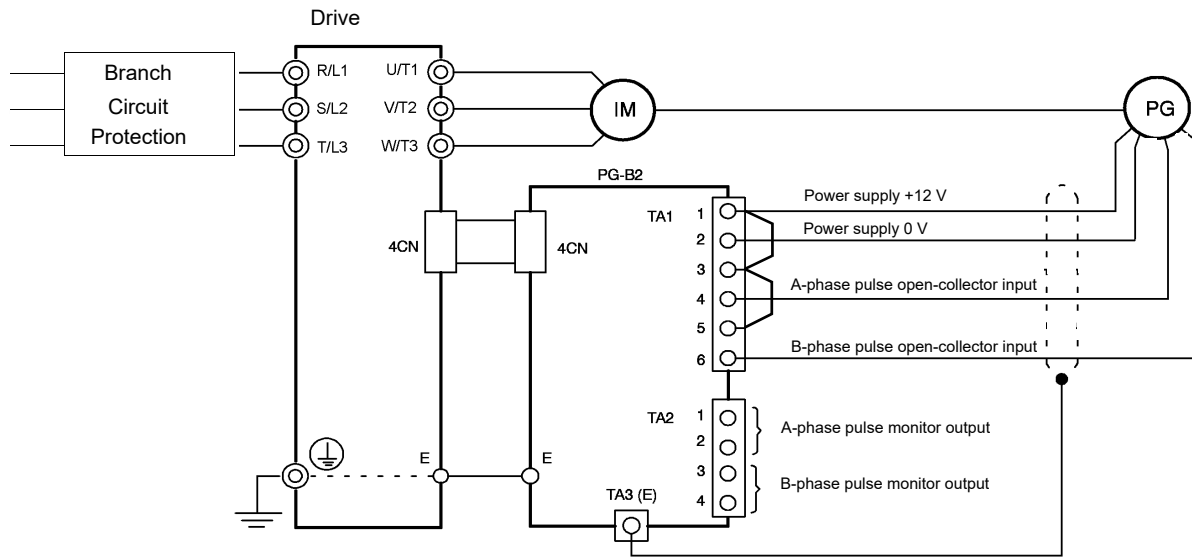 Drive
Branch
Circuit
Protection
R/L1
U/T1
S/L2
V/T2
T/L3
W/T3
IM
PG
PG-B2
4CN
4CN
TA1
1
2
3
4
5
6
Power supply +12 V
Power supply 0 V
A-phase pulse open-collector input
B-phase pulse open-collector input
TA2
1
2
3
4
A-phase pulse monitor output
B-phase pulse monitor output
E
E
TA3 (E)